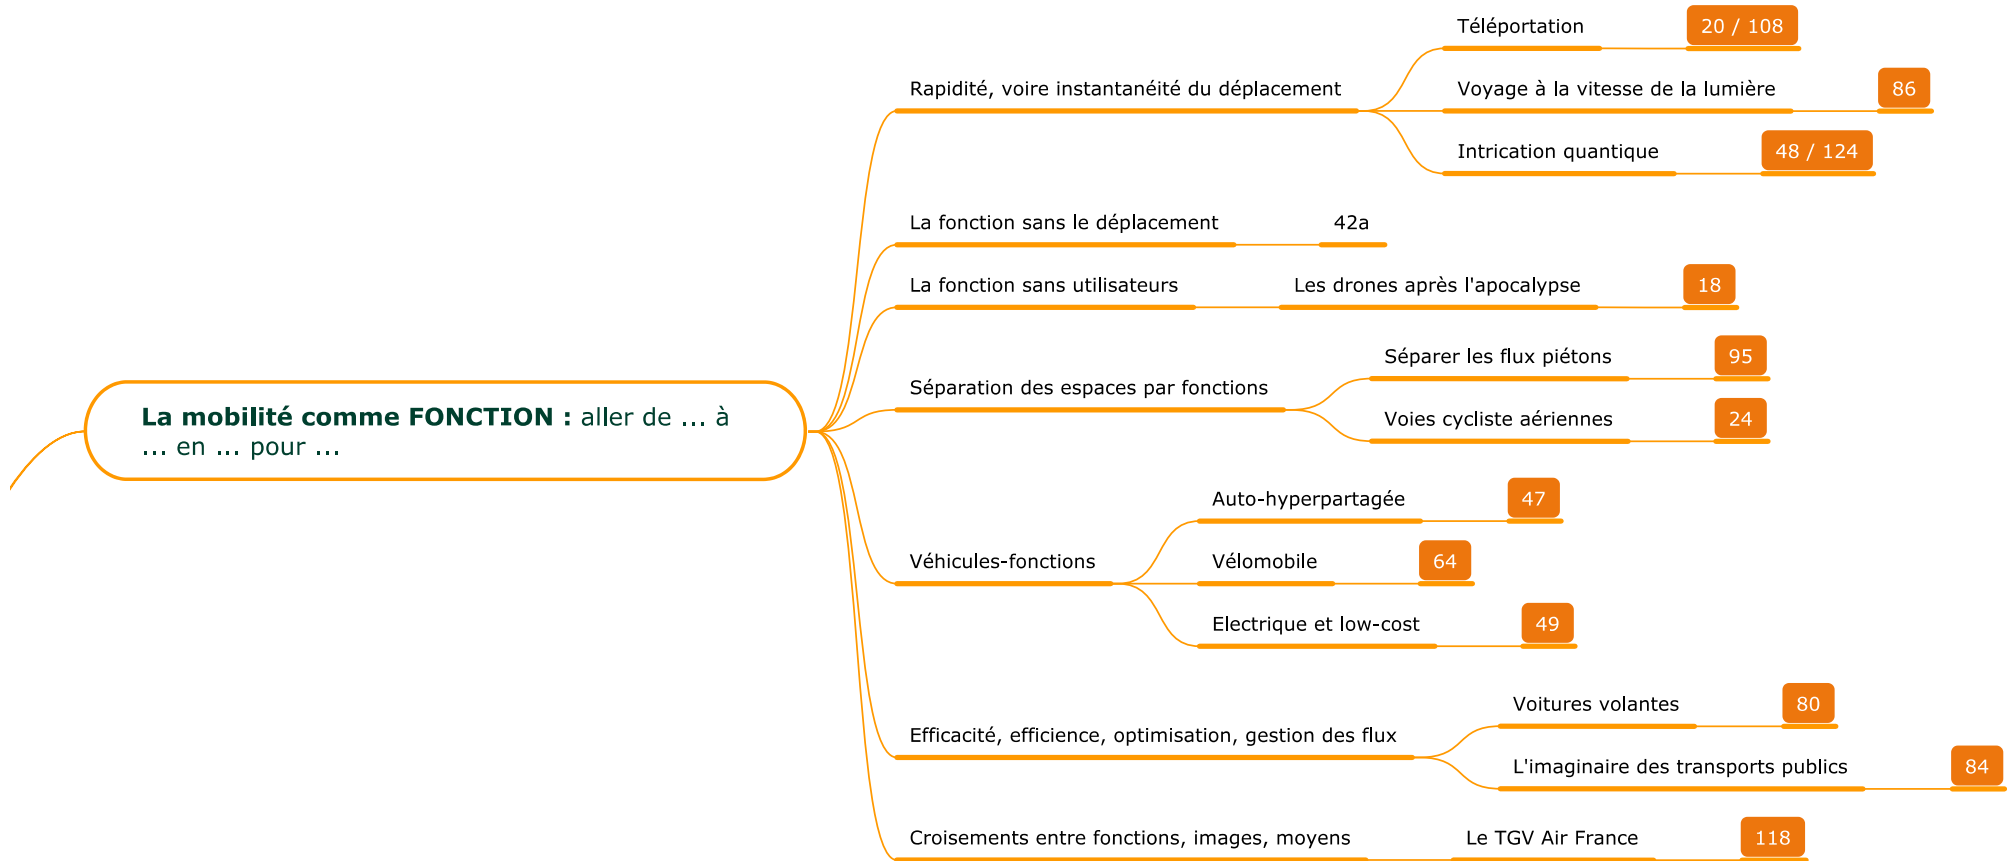 Téléportation 20 / 108
Rapidité, voire instantanéité du déplacement Voyage à la vitesse de la lumière 86
Intrication quantique 48 / 124
La fonction sans le déplacement 42a
La fonction sans utilisateurs Les drones après l'apocalypse 18
Séparer les flux piétons 95
Séparation des espaces par fonctions
Voies cycliste aériennes 24
La mobilité comme FONCTION : aller de ... à
... en ... pour ...
Auto-hyperpartagée 47
Véhicules-fonctions Vélomobile 64
Electrique et low-cost 49
Voitures volantes 80
Efficacité, efficience, optimisation, gestion des flux
L'imaginaire des transports publics 84
Croisements entre fonctions, images, moyens Le TGV Air France 118